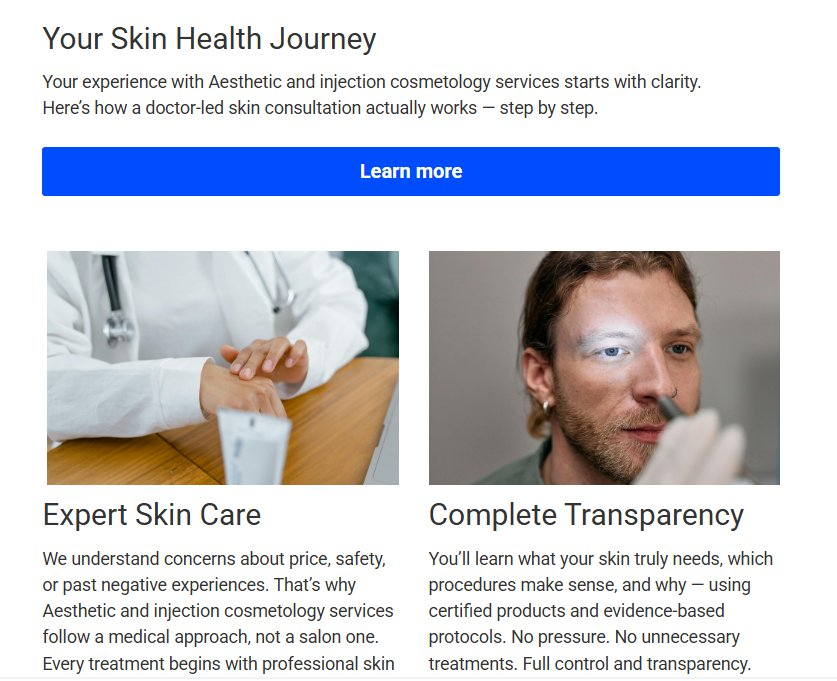 Your Skin Health Journey
Your experience with Aesthetic and injection cosmetology services starts with clarity.
Here’s how a doctor-led skin consultation actually works — step by step.
Learn more
Expert Skin Care
We understand concerns about price, safety,
or past negative experiences. That’s why
Aesthetic and injection cosmetology services
follow a medical approach, not a salon one.
Every treatment begins with professional skin
Complete Transparency
You’ll learn what your skin truly needs, which
procedures make sense, and why — using
certified products and evidence-based
protocols. No pressure. No unnecessary
treatments. Full control and transparency.